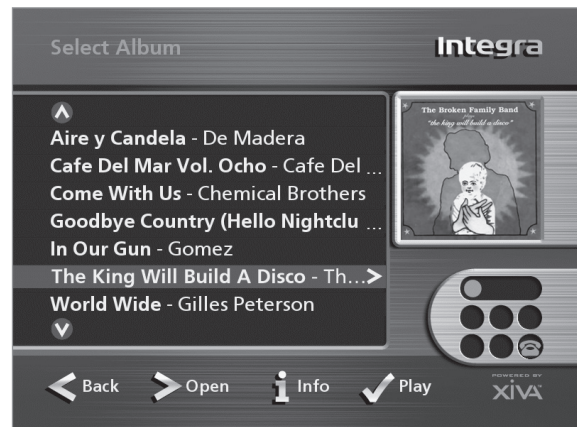 Select Album
Integra
Aire y Candela - De Madera
Cafe Del Mar Vol. Ocho - Cafe Del ...
Come With Us - Chemical Brothers
Goodbye Country (Hello Nightclu ...
In Our Gun - Gomez
The King Will Build A Disco - Th...>
World Wide - Gilles Peterson
The Broken Family Band
"the king will build a disco"
Back
Open
Info
Play
POWERED BY
XiVA